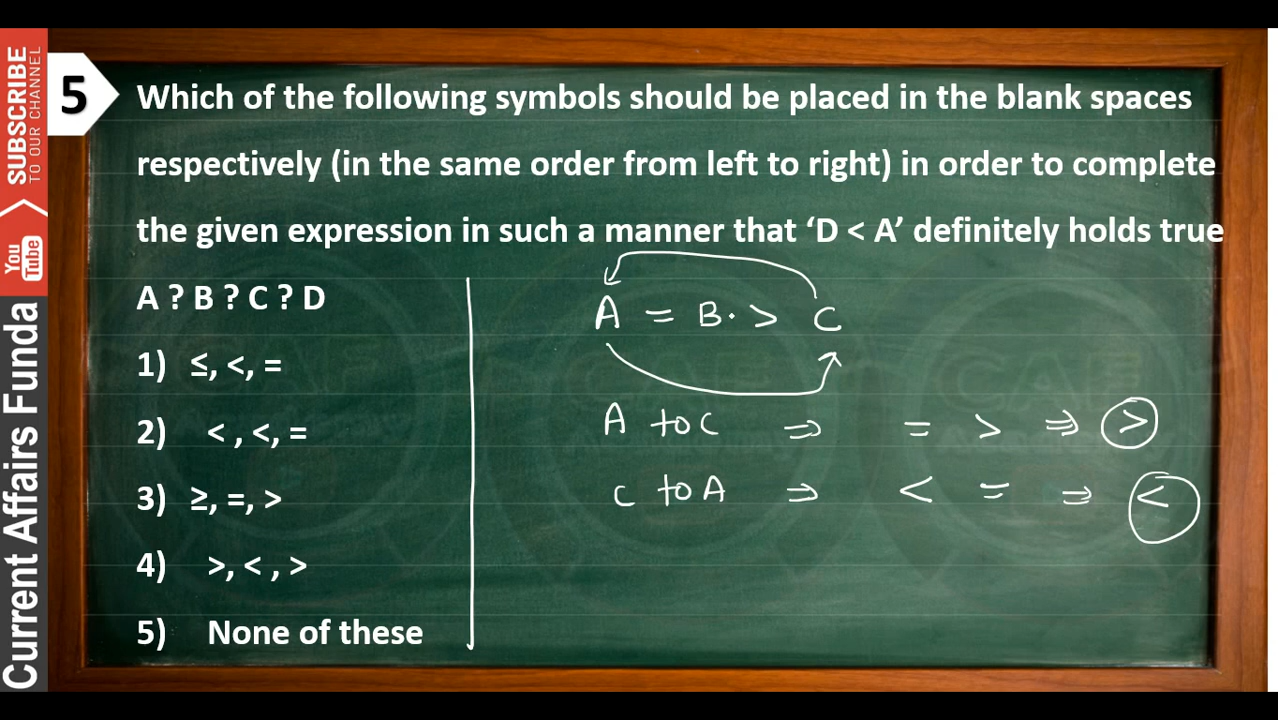 SUBSCRIBE
TO OUR CHANNEL
You Tube
Current Affairs Funda
5
Which of the following symbols should be placed in the blank spaces
respectively (in the same order from left to right) in order to complete
the given expression in such a manner that ‘D < A’ definitely holds true
A ? B ? C ? D
1) ≤, <, =
2) < , <, =
3) ≥, =, >
4) >, < , >
5) None of these
A = B · > C
A to C ⇒ = > ⇒ >
C to A ⇒ < = ⇒ <